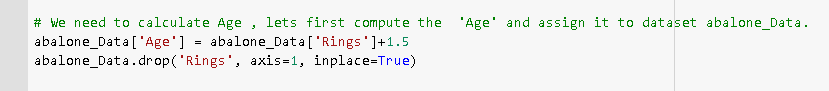 # We need to calculate Age , lets first compute the  'Age' and assign it to dataset abalone_Data.
abalone_Data['Age'] = abalone_Data['Rings']+1.5
abalone_Data.drop('Rings', axis=1, inplace=True)